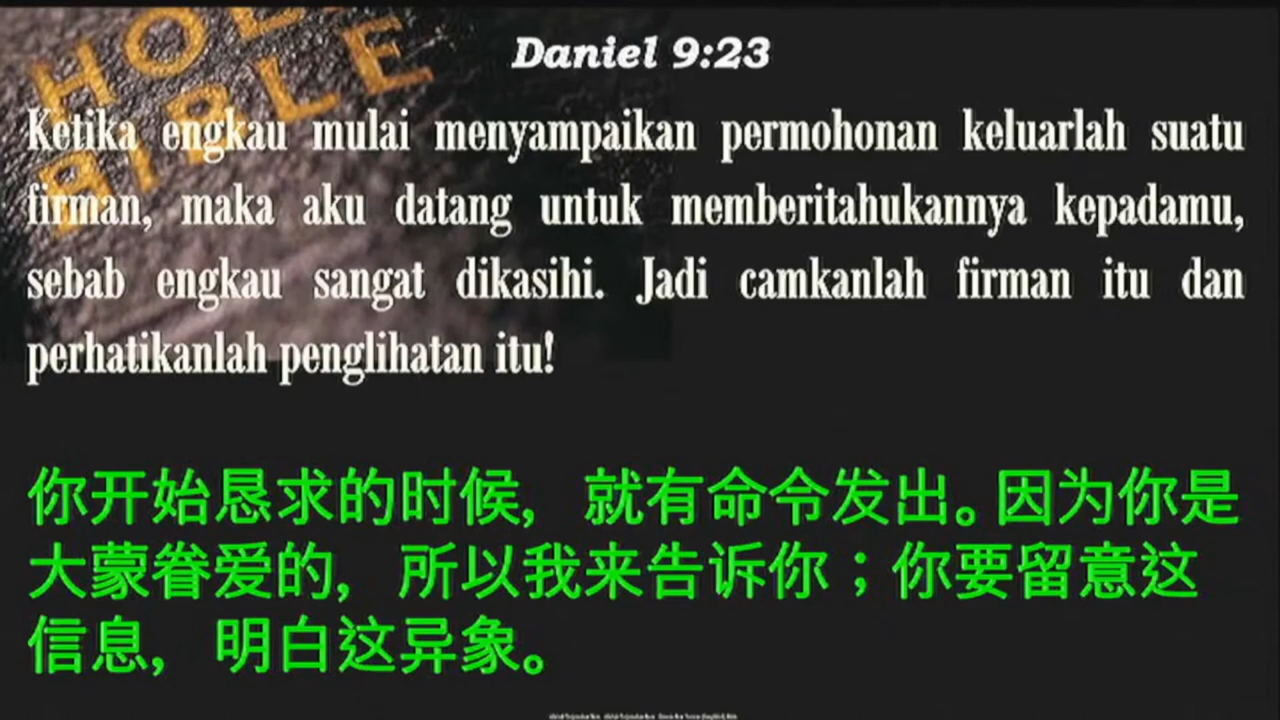 HOLY
BIBLE
Daniel 9:23
Ketika engkau mulai menyampaikan permohonan keluarlah suatu
firman, maka aku datang untuk memberitahukannya kepadamu,
sebab engkau sangat dikasihi. Jadi camkanlah firman itu dan
perhatikanlah penglihatan itu!
你开始恳求的时候，就有命令发出。因为你是
大蒙眷爱的，所以我来告诉你；你要留意这
信息，明白这异象。